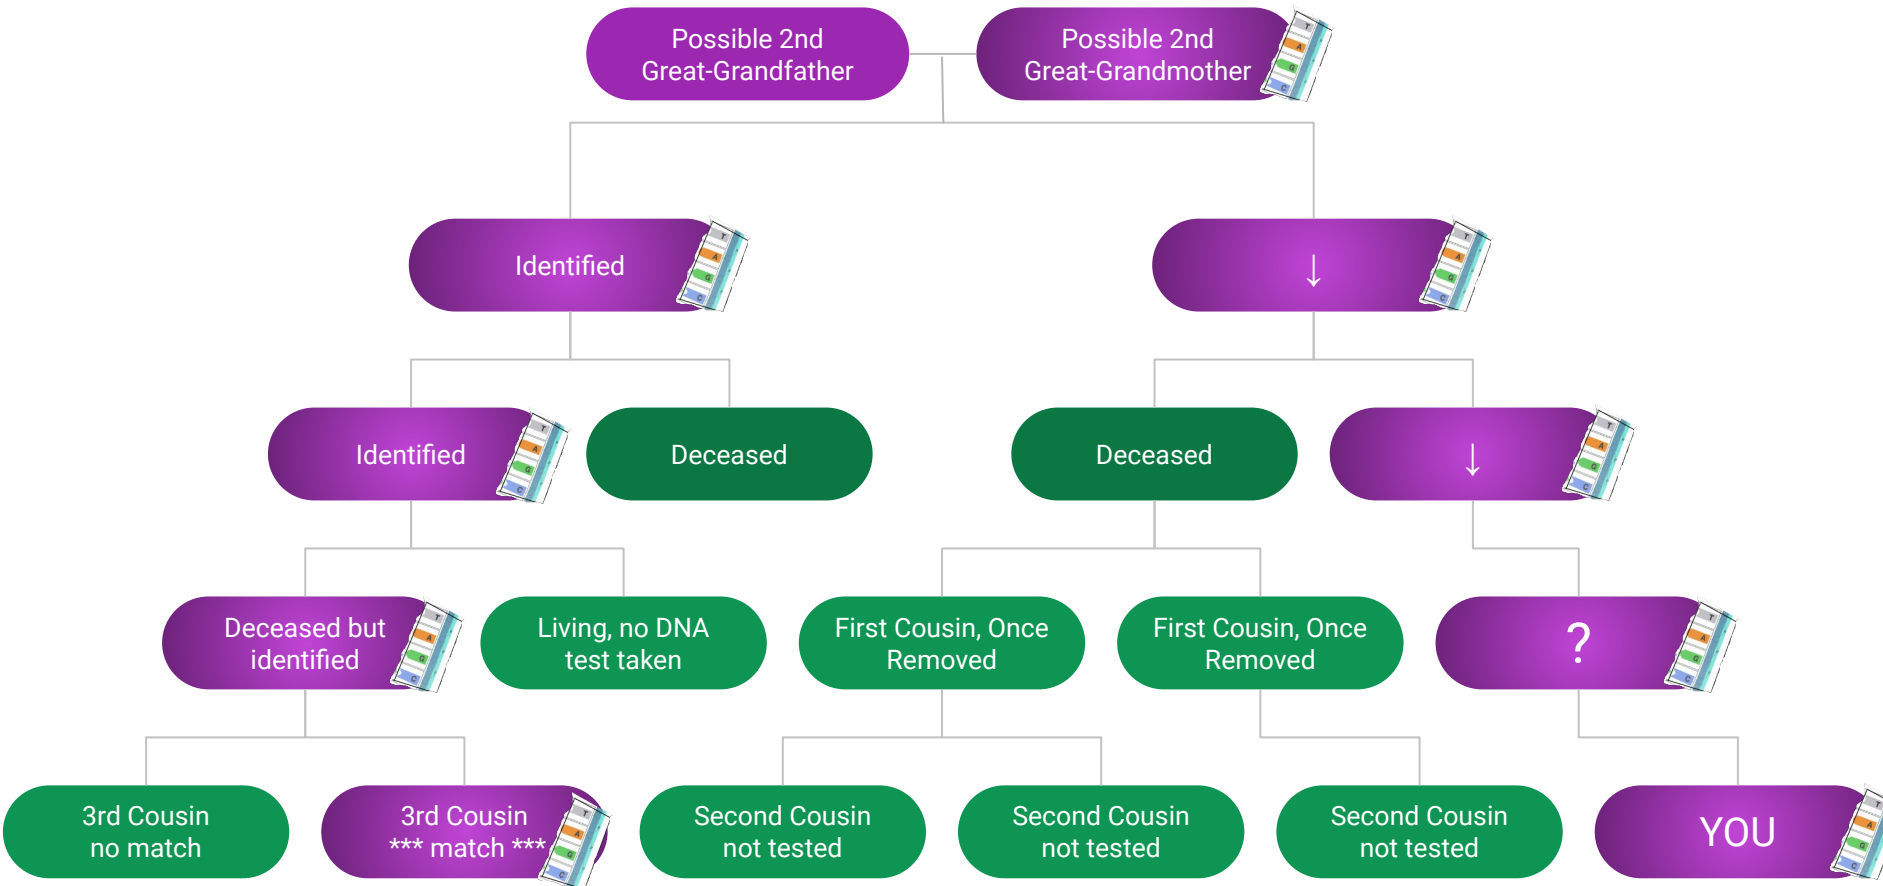 Possible 2nd
Great-Grandfather
Possible 2nd
Great-Grandmother
T
A
G
C
Identified
T
A
G
C
↓
T
A
G
C
Identified
T
A
G
C
Deceased
Deceased
↓
T
A
G
C
Deceased but
identified
T
A
G
C
Living, no DNA
test taken
First Cousin, Once
Removed
First Cousin, Once
Removed
?
T
A
G
C
3rd Cousin
no match
3rd Cousin
*** match ***
T
A
G
C
Second Cousin
not tested
Second Cousin
not tested
Second Cousin
not tested
YOU
T
A
G
C